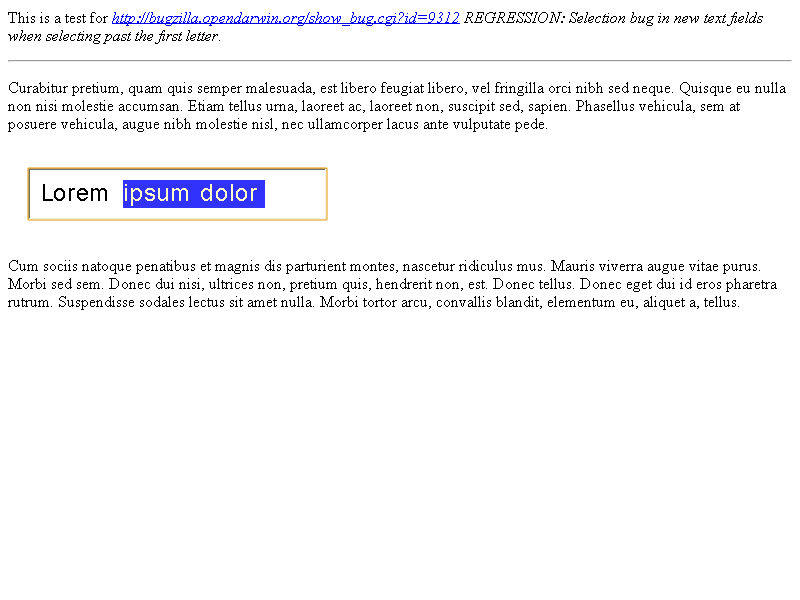 This is a test for http://bugzilla.opendarwin.org/show_bug.cgi?id=9312 REGRESSION: Selection bug in new text fields
when selecting past the first letter.
Curabitur pretium, quam quis semper malesuada, est libero feugiat libero, vel fringilla orci nibh sed neque. Quisque eu nulla
non nisi molestie accumsan. Etiam tellus urna, laoreet ac, laoreet non, suscipit sed, sapien. Phasellus vehicula, sem at
posuere vehicula, augue nibh molestie nisl, nec ullamcorper lacus ante vulputate pede.
Lorem ipsum dolor
Cum sociis natoque penatibus et magnis dis parturient montes, nascetur ridiculus mus. Mauris viverra augue vitae purus.
Morbi sed sem. Donec dui nisi, ultrices non, pretium quis, hendrerit non, est. Donec tellus. Donec eget dui id eros pharetra
rutrum. Suspendisse sodales lectus sit amet nulla. Morbi tortor arcu, convallis blandit, elementum eu, aliquet a, tellus.